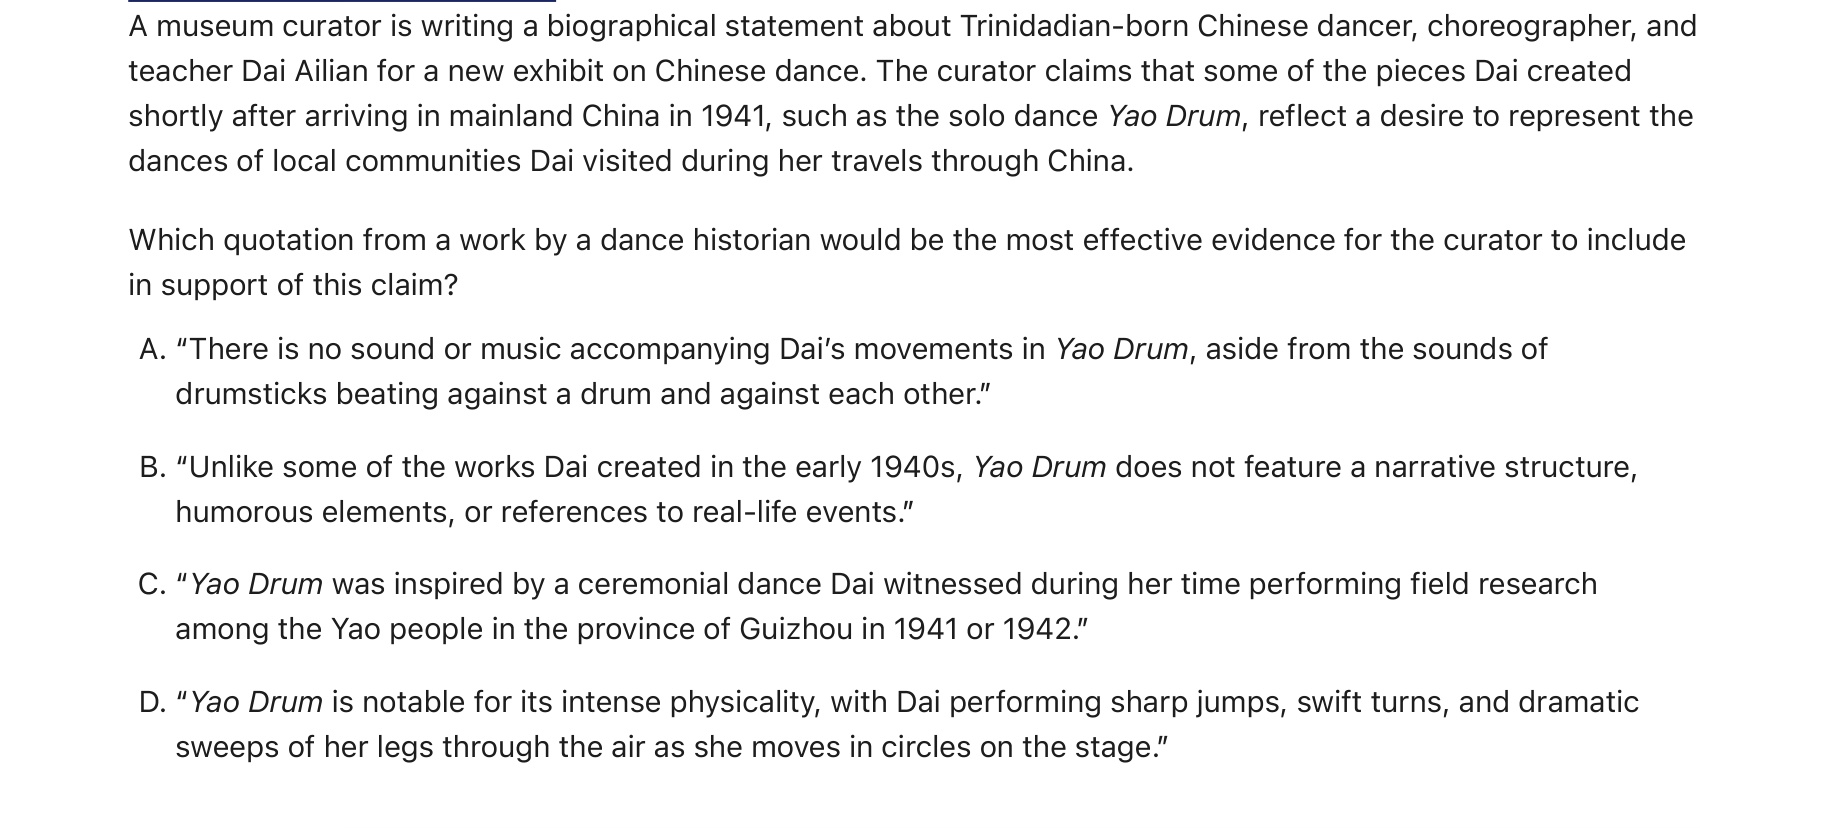 A museum curator is writing a biographical statement about Trinidadian-born Chinese dancer, choreographer, and
teacher Dai Ailian for a new exhibit on Chinese dance. The curator claims that some of the pieces Dai created
shortly after arriving in mainland China in 1941, such as the solo dance Yao Drum, reflect a desire to represent the
dances of local communities Dai visited during her travels through China.
Which quotation from a work by a dance historian would be the most effective evidence for the curator to include
in support of this claim?
A. “There is no sound or music accompanying Dai’s movements in Yao Drum, aside from the sounds of
drumsticks beating against a drum and against each other.”
B. “Unlike some of the works Dai created in the early 1940s, Yao Drum does not feature a narrative structure,
humorous elements, or references to real-life events.”
C. “Yao Drum was inspired by a ceremonial dance Dai witnessed during her time performing field research
among the Yao people in the province of Guizhou in 1941 or 1942.”
D. “Yao Drum is notable for its intense physicality, with Dai performing sharp jumps, swift turns, and dramatic
sweeps of her legs through the air as she moves in circles on the stage.”